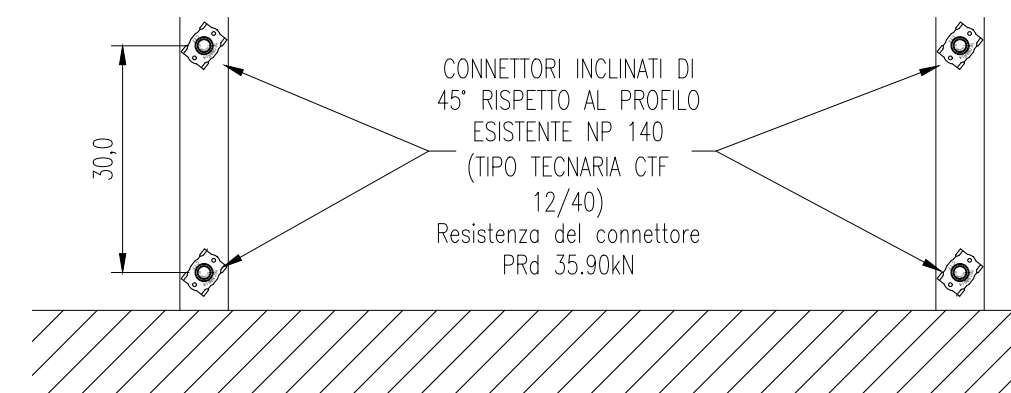 30,0
CONNETTORI INCLINATI DI
45° RISPETTO AL PROFILO
ESISTENTE NP 140
(TIPO TECNARIA CTF
12/40)
Resistenza del connettore
PRd 35.90kN